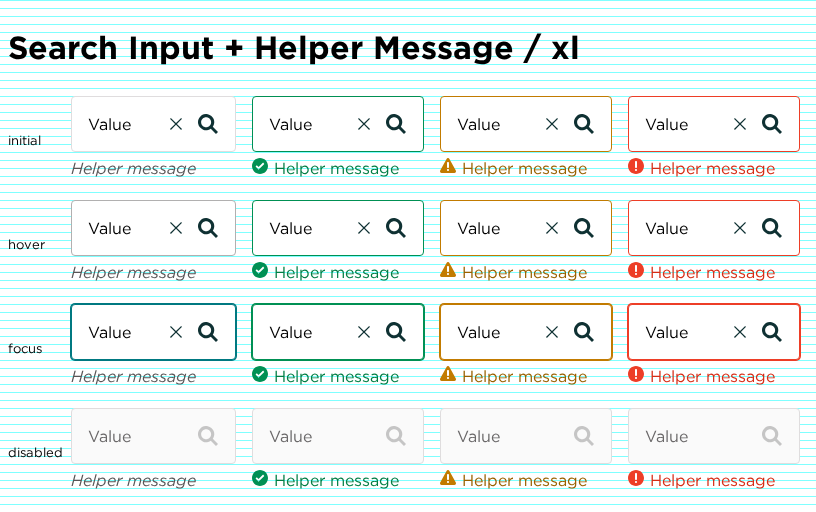 Search Input + Helper Message / xl
initial
Value Value Value Value
Helper message Helper message Helper message Helper message
hover
Value Value Value Value
Helper message Helper message Helper message Helper message
focus
Value Value Value Value
Helper message Helper message Helper message Helper message
disabled
Value Value Value Value
Helper message Helper message Helper message Helper message